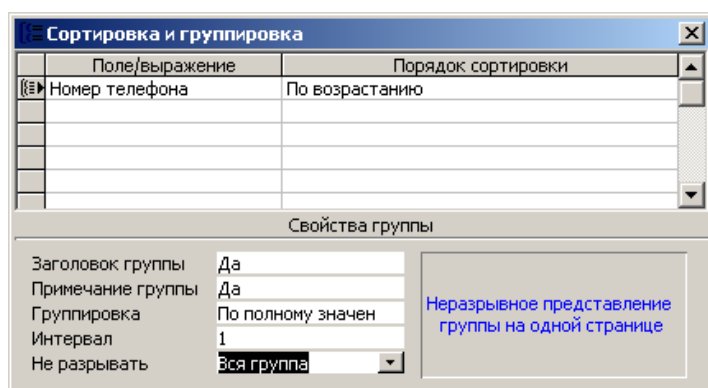 Сортировка и группировка
Поле/выражение Порядок сортировки
Номер телефона По возрастанию
Свойства группы
Заголовок группы Да
Примечание группы Да
Группировка По полному значен
Интервал 1
Не разрывать Вся группа
Неразрывное представление
группы на одной странице